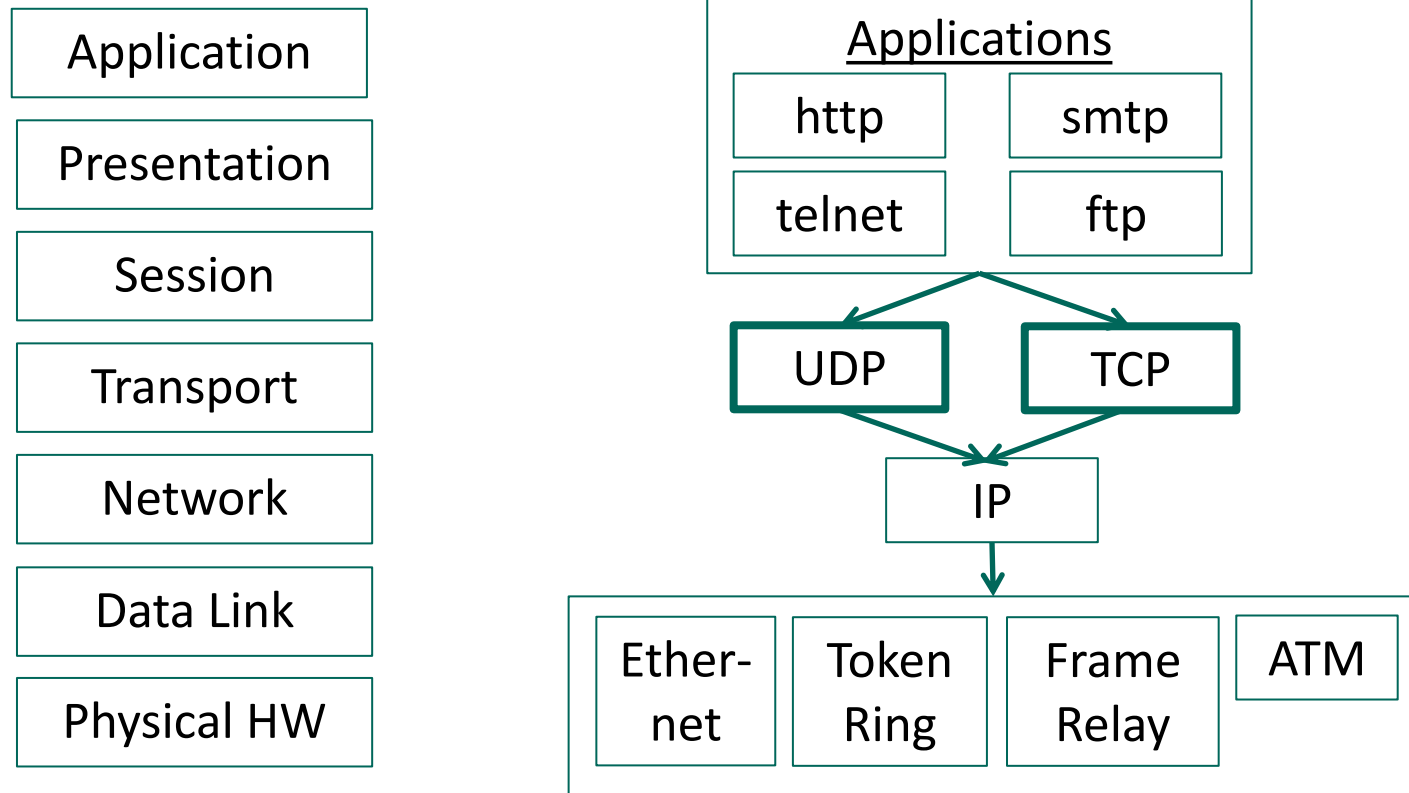 Application
Presentation
Session
Transport
Network
Data Link
Physical HW
Applications
http
smtp
telnet
ftp
UDP
TCP
IP
Ether-
net
Token
Ring
Frame
Relay
ATM